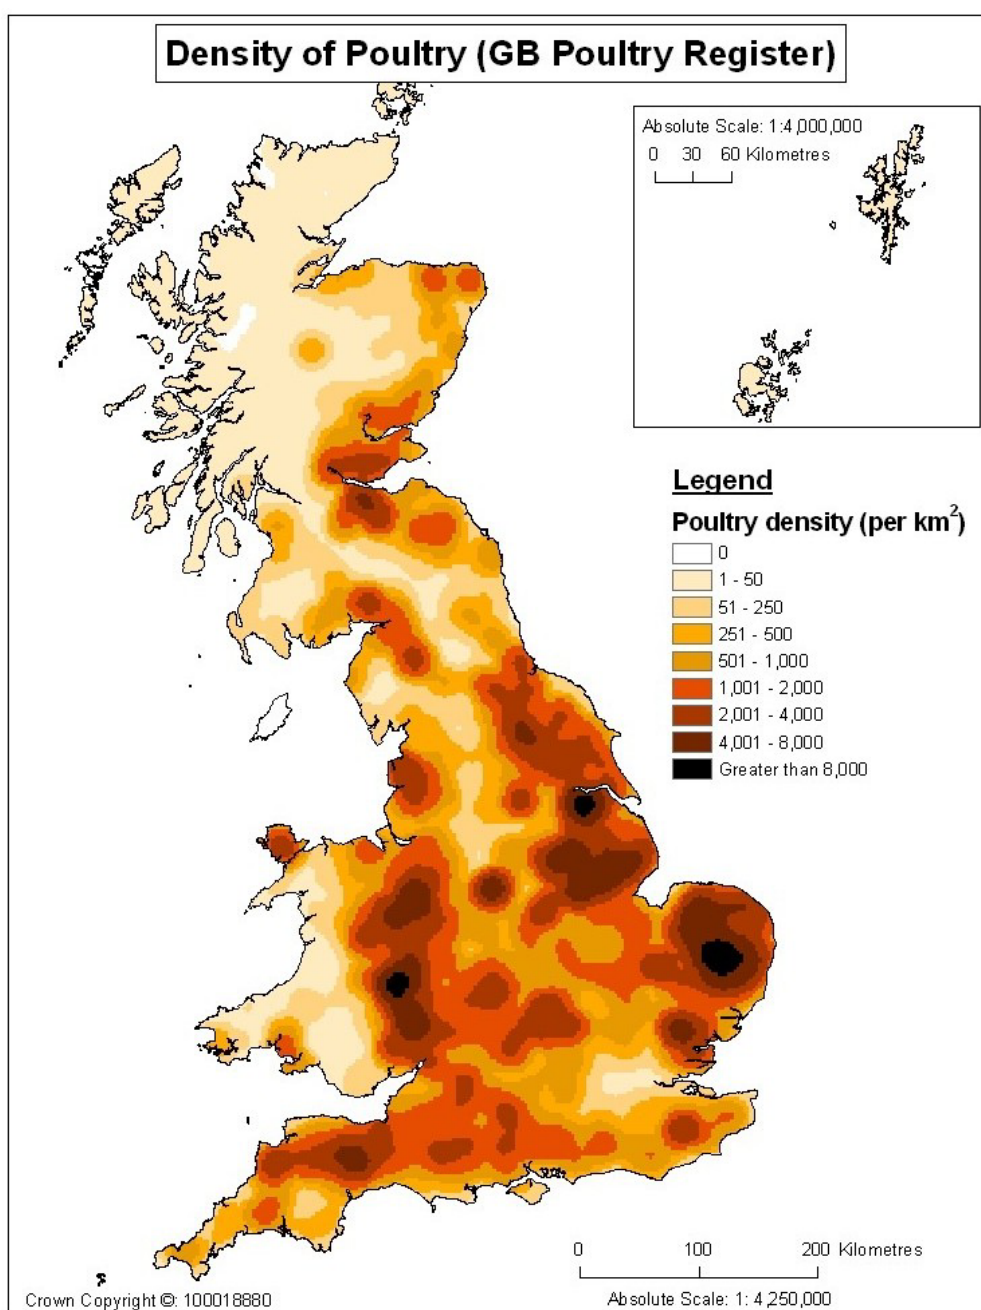 Density of Poultry (GB Poultry Register)
Absolute Scale: 1:4,000,000
0 30 60 Kilometres
Legend
Poultry density (per km²)
0
1 - 50
51 - 250
251 - 500
501 - 1,000
1,001 - 2,000
2,001 - 4,000
4,001 - 8,000
Greater than 8,000
0 100 200 Kilometres
Crown Copyright ©: 100018880
Absolute Scale: 1: 4,250,000